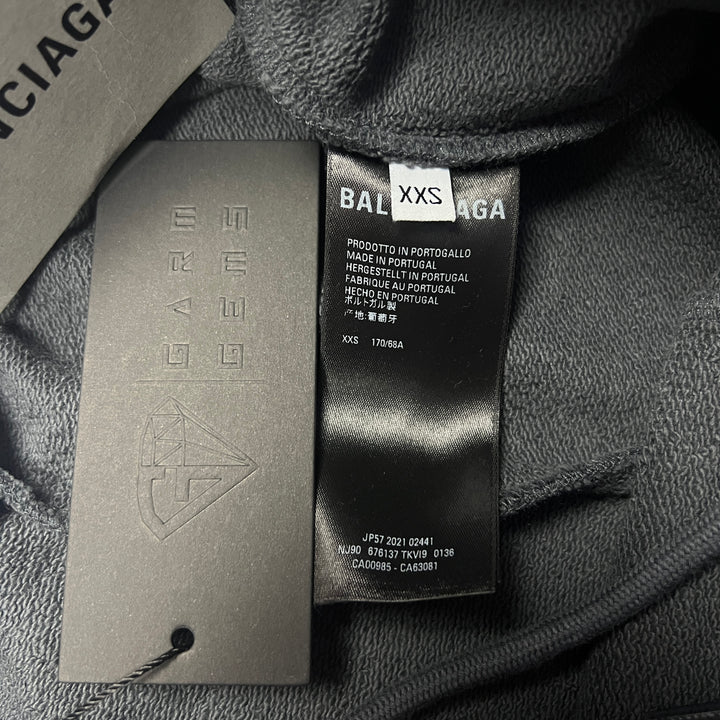 NCIAGA
GARM
GEMS
XXS
BAL AGA
PRODOTTO IN PORTOGALLO
MADE IN PORTUGAL
HERGESTELLT IN PORTUGAL
FABRIQUE AU PORTUGAL
HECHO EN PORTUGAL
ポルトガル製
产地:葡萄牙
XXS 170/68A
JP57 2021 02441
NJ90 676137 TKVI9 0136
CA00985 - CA63081